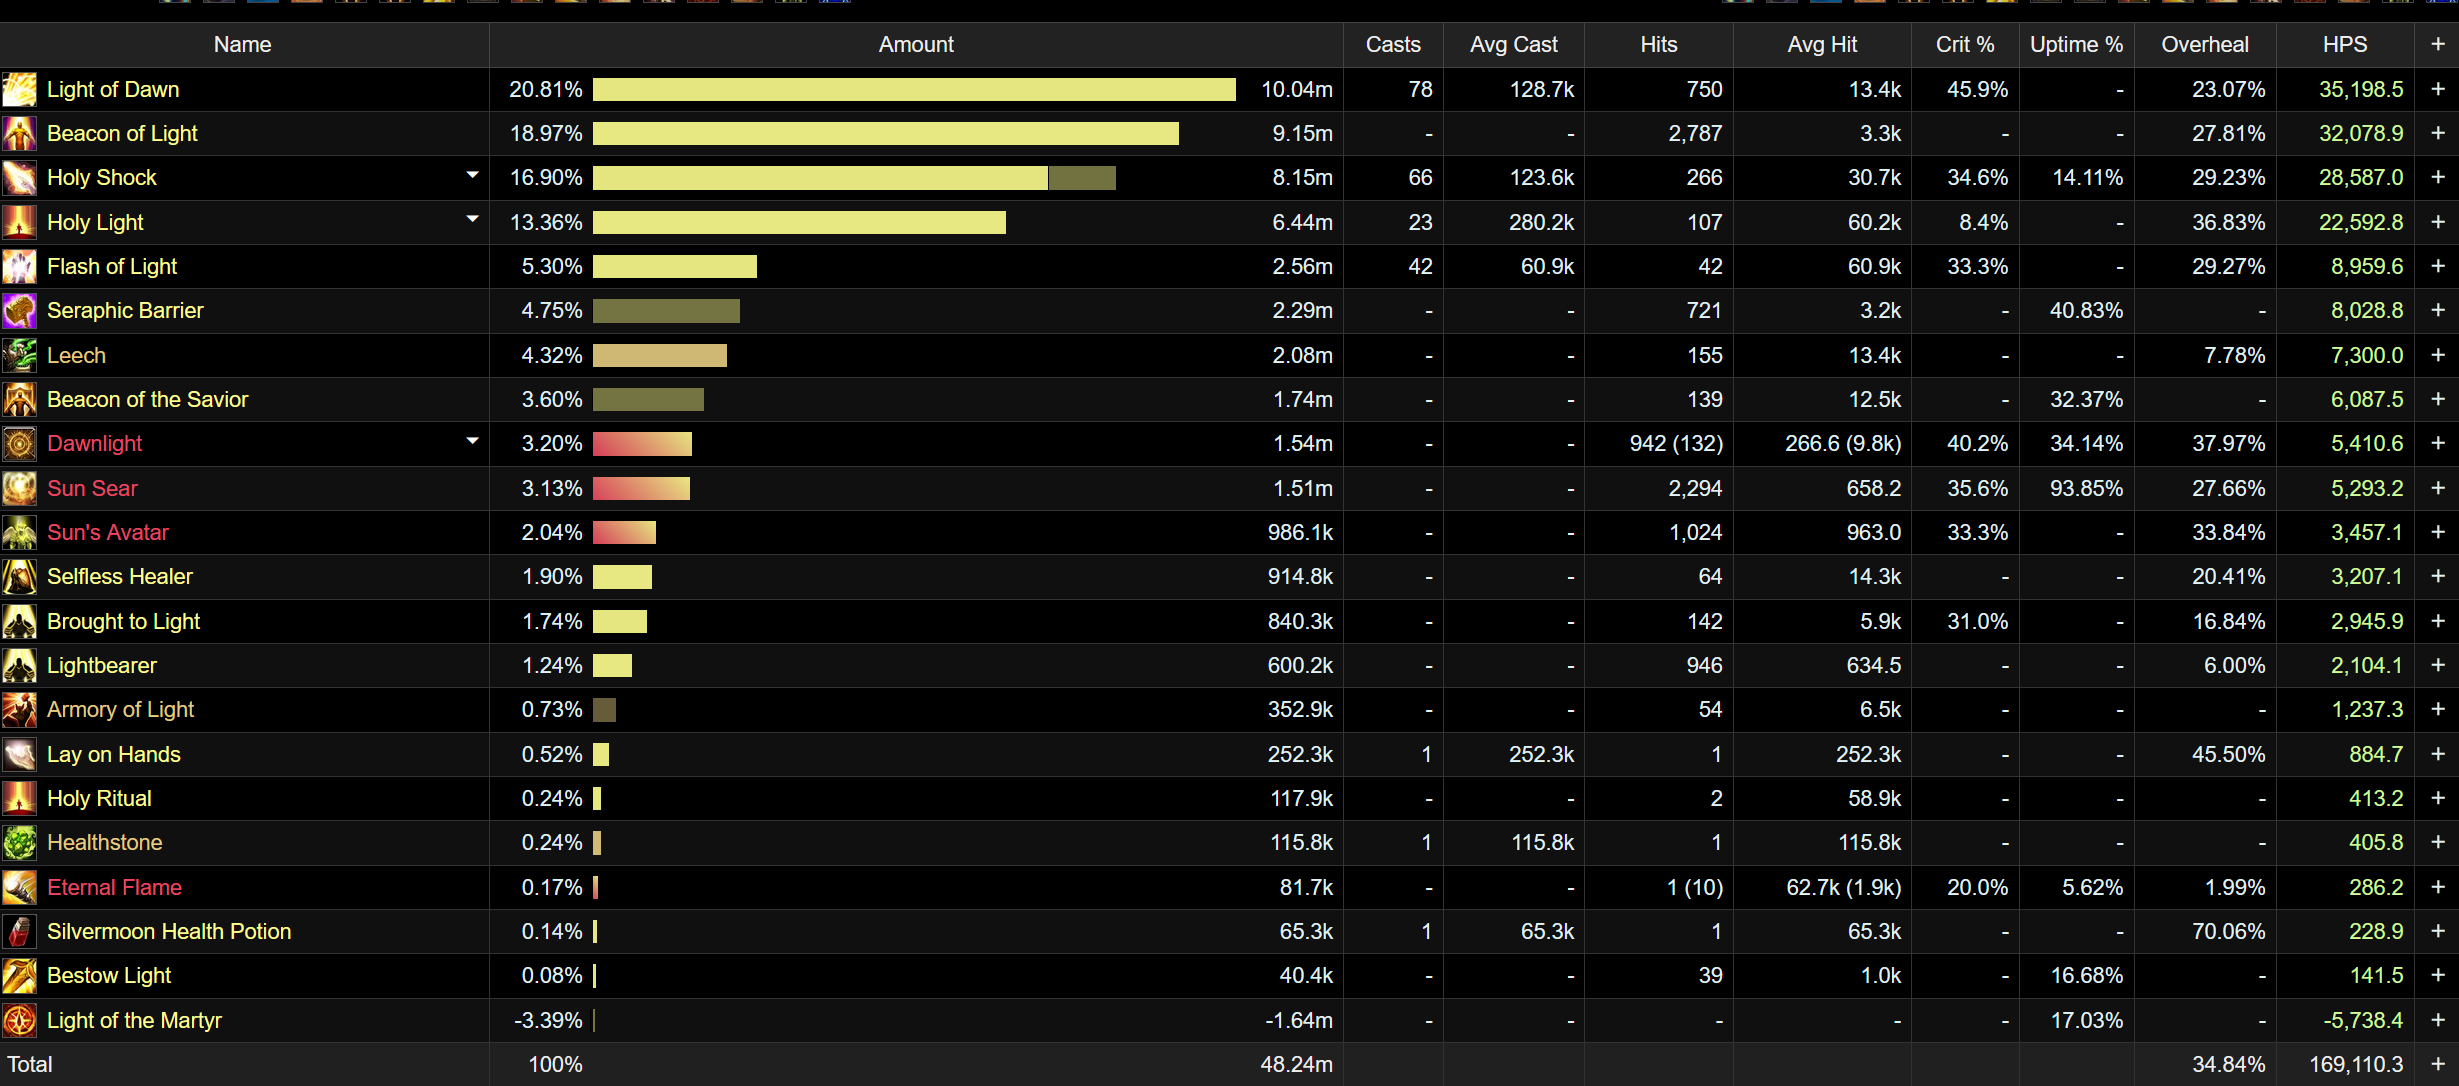 Name Amount Casts Avg Cast Hits Avg Hit Crit % Uptime % Overheal HPS +
Light of Dawn 20.81% 10.04m 78 128.7k 750 13.4k 45.9% - 23.07% 35,198.5 +
Beacon of Light 18.97% 9.15m - - 2,787 3.3k - - 27.81% 32,078.9 +
Holy Shock 16.90% 8.15m 66 123.6k 266 30.7k 34.6% 14.11% 29.23% 28,587.0 +
Holy Light 13.36% 6.44m 23 280.2k 107 60.2k 8.4% - 36.83% 22,592.8 +
Flash of Light 5.30% 2.56m 42 60.9k 42 60.9k 33.3% - 29.27% 8,959.6 +
Seraphic Barrier 4.75% 2.29m - - 721 3.2k - 40.83% - 8,028.8 +
Leech 4.32% 2.08m - - 155 13.4k - - 7.78% 7,300.0 +
Beacon of the Savior 3.60% 1.74m - - 139 12.5k - 32.37% - 6,087.5 +
Dawnlight 3.20% 1.54m - - 942 (132) 266.6 (9.8k) 40.2% 34.14% 37.97% 5,410.6 +
Sun Sear 3.13% 1.51m - - 2,294 658.2 35.6% 93.85% 27.66% 5,293.2 +
Sun's Avatar 2.04% 986.1k - - 1,024 963.0 33.3% - 33.84% 3,457.1 +
Selfless Healer 1.90% 914.8k - - 64 14.3k - - 20.41% 3,207.1 +
Brought to Light 1.74% 840.3k - - 142 5.9k 31.0% - 16.84% 2,945.9 +
Lightbearer 1.24% 600.2k - - 946 634.5 - - 6.00% 2,104.1 +
Armory of Light 0.73% 352.9k - - 54 6.5k - - - 1,237.3 +
Lay on Hands 0.52% 252.3k 1 252.3k 1 252.3k - - 45.50% 884.7 +
Holy Ritual 0.24% 117.9k - - 2 58.9k - - - 413.2 +
Healthstone 0.24% 115.8k 1 115.8k 1 115.8k - - - 405.8 +
Eternal Flame 0.17% 81.7k - - 1 (10) 62.7k (1.9k) 20.0% 5.62% 1.99% 286.2 +
Silvermoon Health Potion 0.14% 65.3k 1 65.3k 1 65.3k - - 70.06% 228.9 +
Bestow Light 0.08% 40.4k - - 39 1.0k - 16.68% - 141.5 +
Light of the Martyr -3.39% -1.64m - - - - - 17.03% - -5,738.4 +
Total 100% 48.24m 34.84% 169,110.3 +